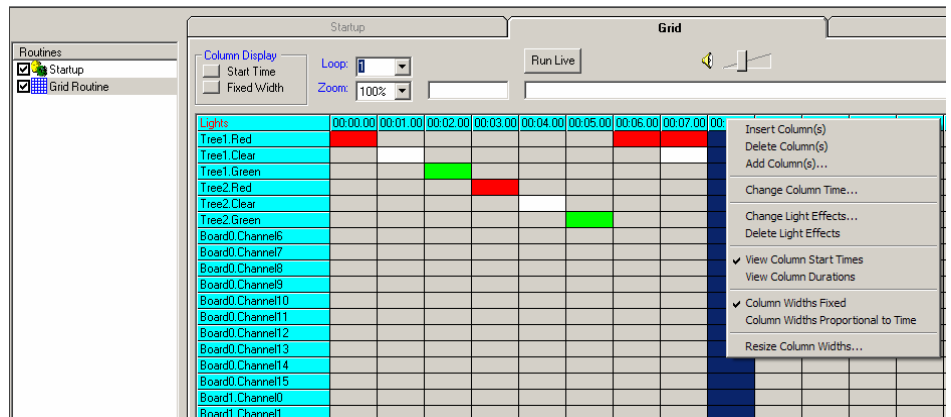 Startup
Grid
Routines
Startup
Grid Routine
Column Display
Start Time
Fixed Width
Loop: 1
Zoom: 100%
Run Live
Lights 00:00.00 00:01.00 00:02.00 00:03.00 00:04.00 00:05.00 00:06.00 00:07.00 00:
Tree1.Red
Tree1.Clear
Tree1.Green
Tree2.Red
Tree2.Clear
Tree2.Green
Board0.Channel6
Board0.Channel7
Board0.Channel8
Board0.Channel9
Board0.Channel10
Board0.Channel11
Board0.Channel12
Board0.Channel13
Board0.Channel14
Board0.Channel15
Board1.Channel0
Board1.Channel1
Insert Column(s)
Delete Column(s)
Add Column(s)...
Change Column Time...
Change Light Effects...
Delete Light Effects
View Column Start Times
View Column Durations
Column Widths Fixed
Column Widths Proportional to Time
Resize Column Widths...